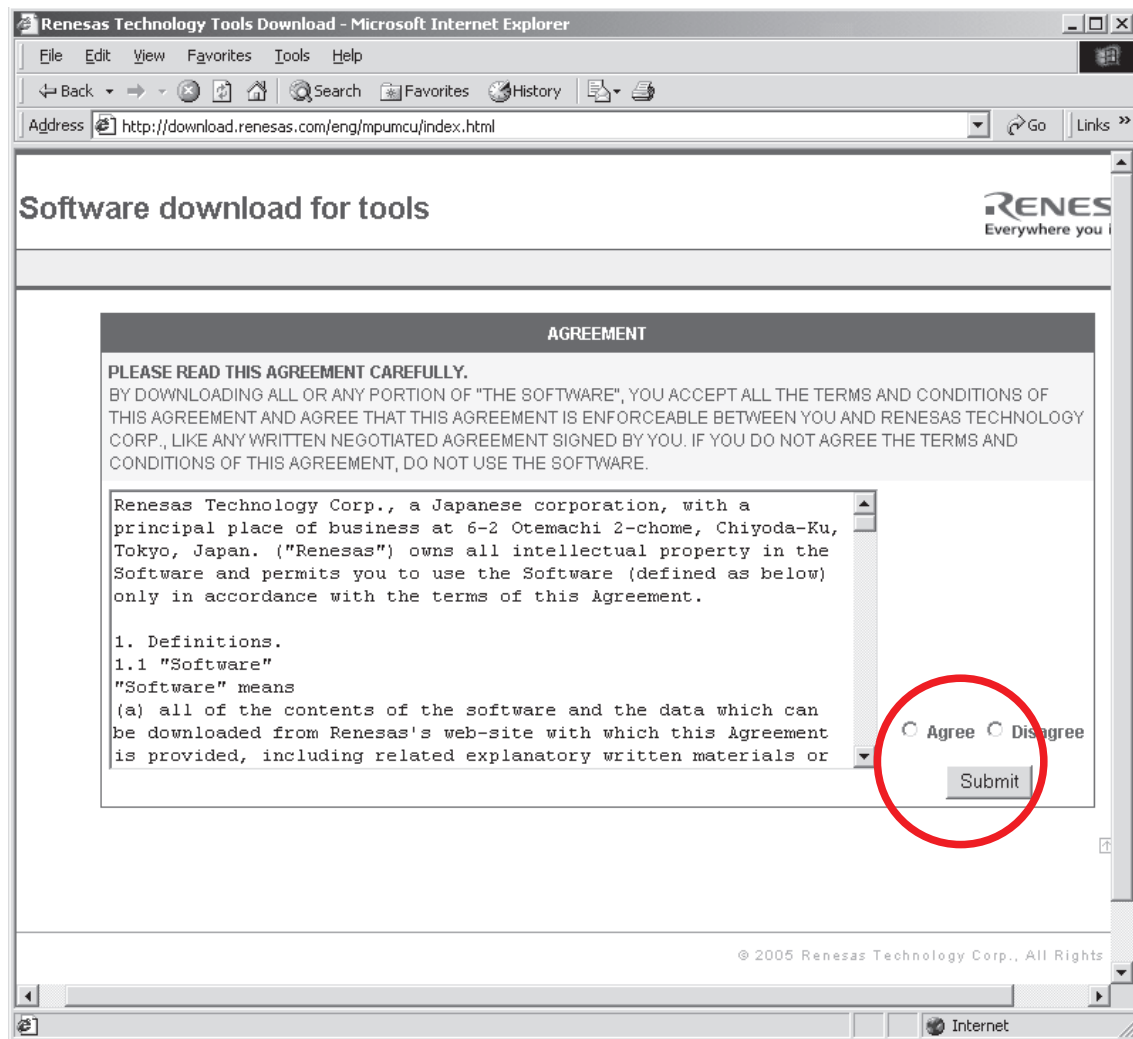 Renesas Technology Tools Download - Microsoft Internet Explorer
File Edit View Favorites Tools Help
Back Search Favorites History
Address http://download.renesas.com/eng/mpumcu/index.html Go Links »
Software download for tools
RENES
Everywhere you i
AGREEMENT
PLEASE READ THIS AGREEMENT CAREFULLY.
BY DOWNLOADING ALL OR ANY PORTION OF "THE SOFTWARE", YOU ACCEPT ALL THE TERMS AND CONDITIONS OF
THIS AGREEMENT AND AGREE THAT THIS AGREEMENT IS ENFORCEABLE BETWEEN YOU AND RENESAS TECHNOLOGY
CORP., LIKE ANY WRITTEN NEGOTIATED AGREEMENT SIGNED BY YOU. IF YOU DO NOT AGREE THE TERMS AND
CONDITIONS OF THIS AGREEMENT, DO NOT USE THE SOFTWARE.
Renesas Technology Corp., a Japanese corporation, with a
principal place of business at 6-2 Otemachi 2-chome, Chiyoda-Ku,
Tokyo, Japan. ("Renesas") owns all intellectual property in the
Software and permits you to use the Software (defined as below)
only in accordance with the terms of this Agreement.
1. Definitions.
1.1 "Software"
"Software" means
(a) all of the contents of the software and the data which can
be downloaded from Renesas's web-site with which this Agreement
is provided, including related explanatory written materials or
Agree Disagree
Submit
© 2005 Renesas Technology Corp., All Rights
Internet